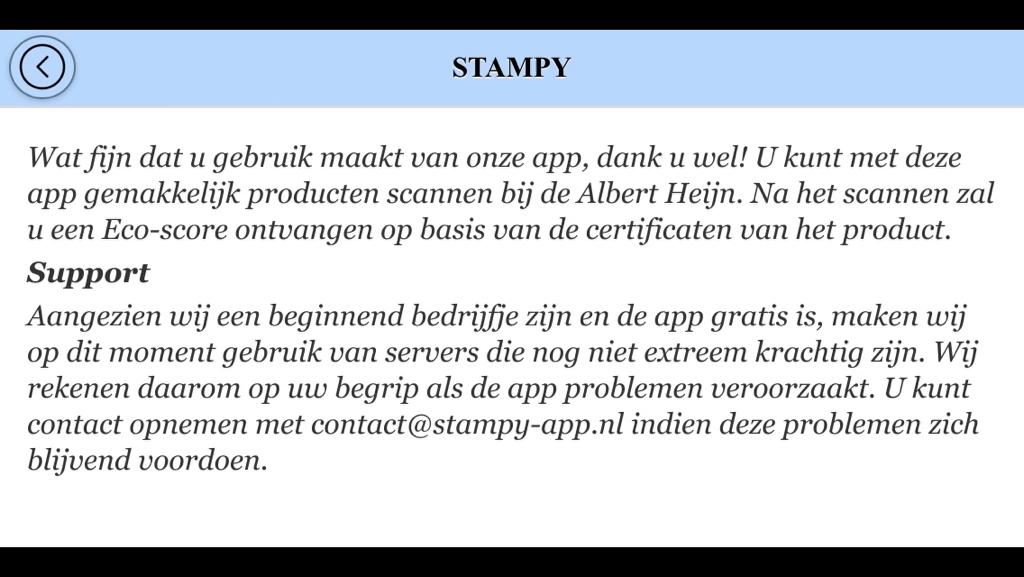 STAMPY
Wat fijn dat u gebruik maakt van onze app, dank u wel! U kunt met deze
app gemakkelijk producten scannen bij de Albert Heijn. Na het scannen zal
u een Eco-score ontvangen op basis van de certificaten van het product.
Support
Aangezien wij een beginnend bedrijfje zijn en de app gratis is, maken wij
op dit moment gebruik van servers die nog niet extreem krachtig zijn. Wij
rekenen daarom op uw begrip als de app problemen veroorzaakt. U kunt
contact opnemen met contact@stampy-app.nl indien deze problemen zich
blijvend voordoen.